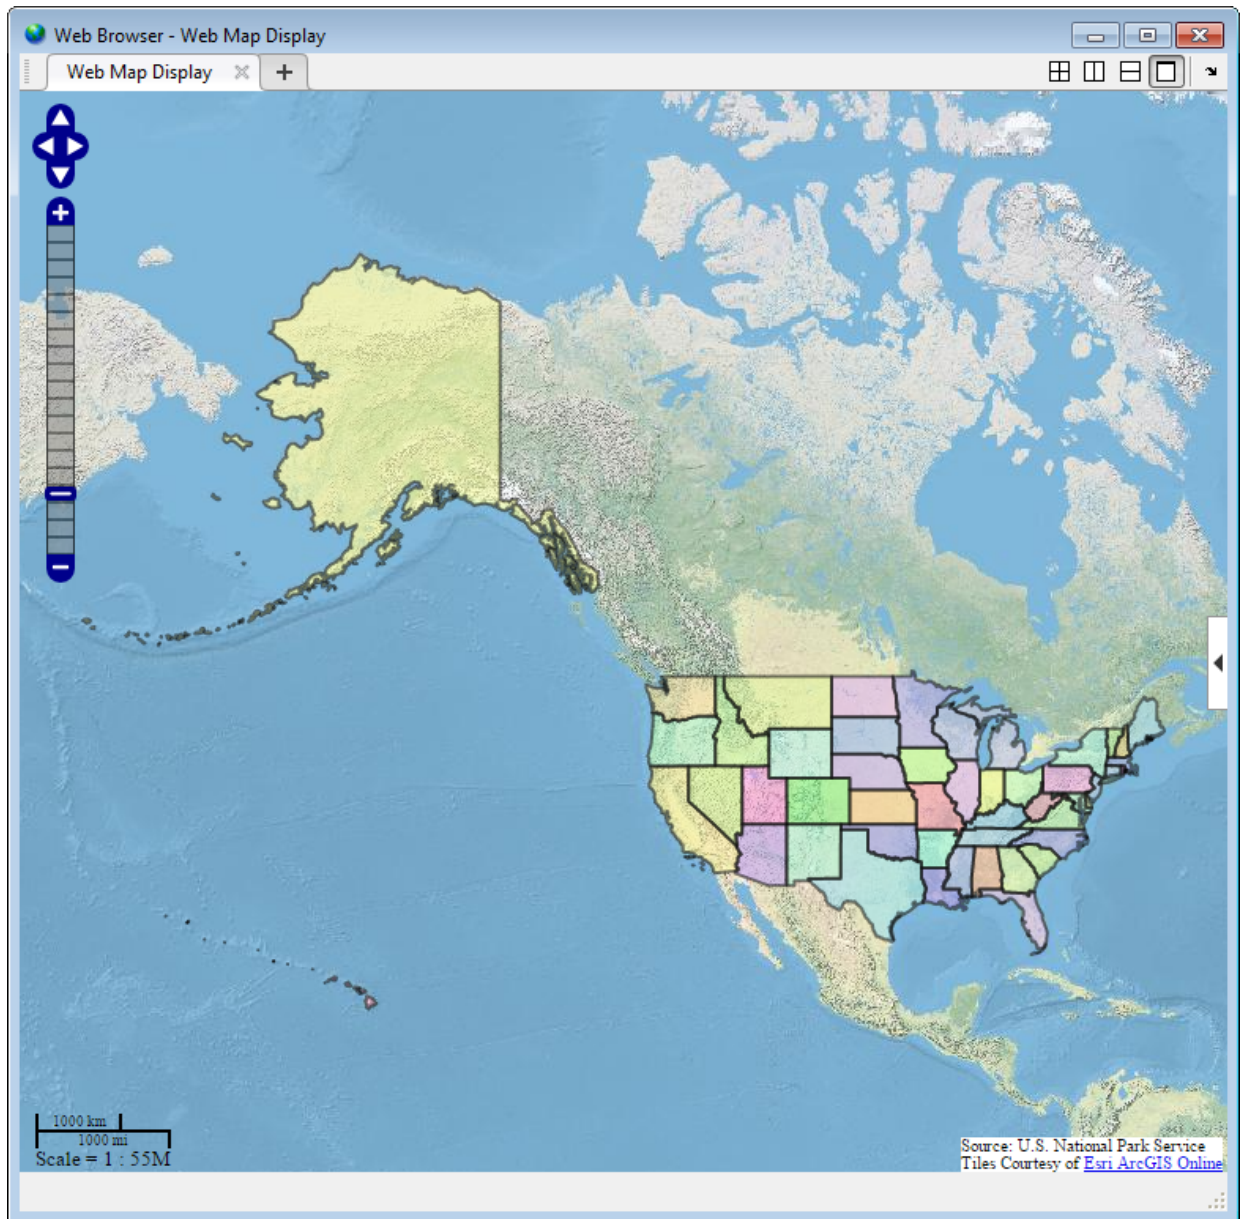 Web Browser - Web Map Display
Web Map Display
1000 km
1000 mi
Scale = 1 : 55M
Source: U.S. National Park Service
Tiles Courtesy of Esri ArcGIS Online